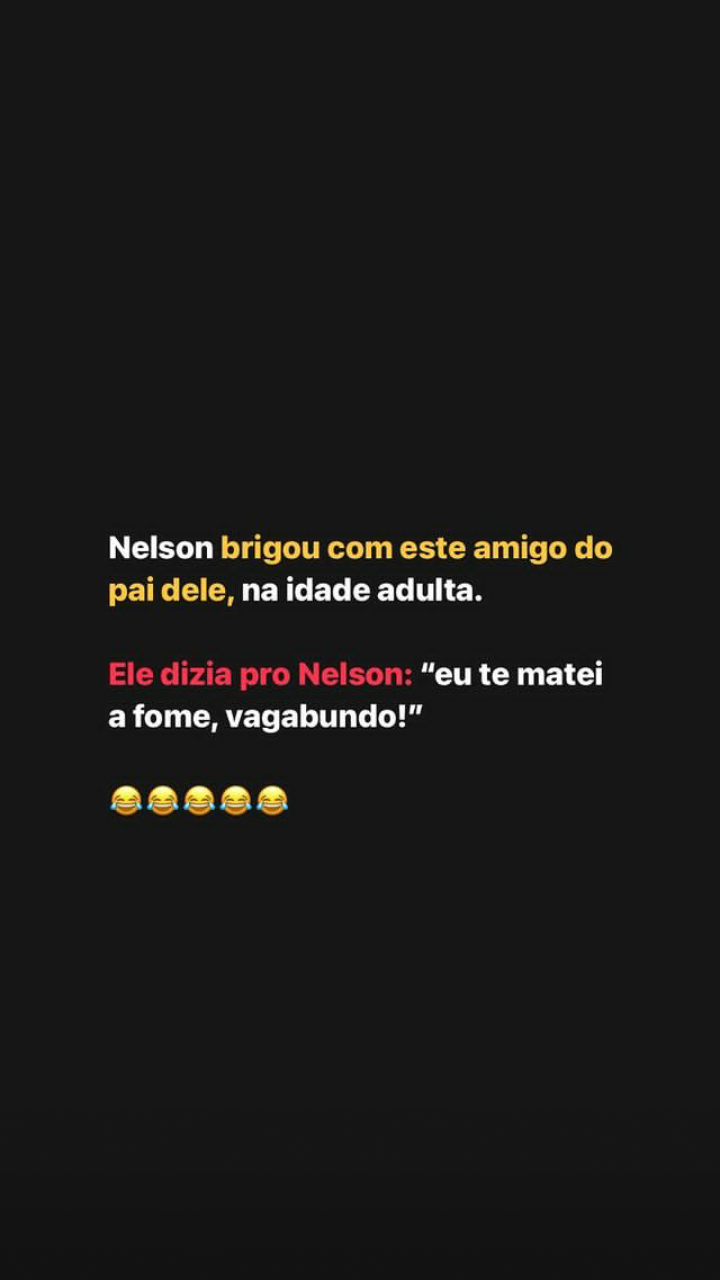 Nelson brigou com este amigo do
pai dele, na idade adulta.
Ele dizia pro Nelson: “eu te matei
a fome, vagabundo!”
😂😂😂😂😂